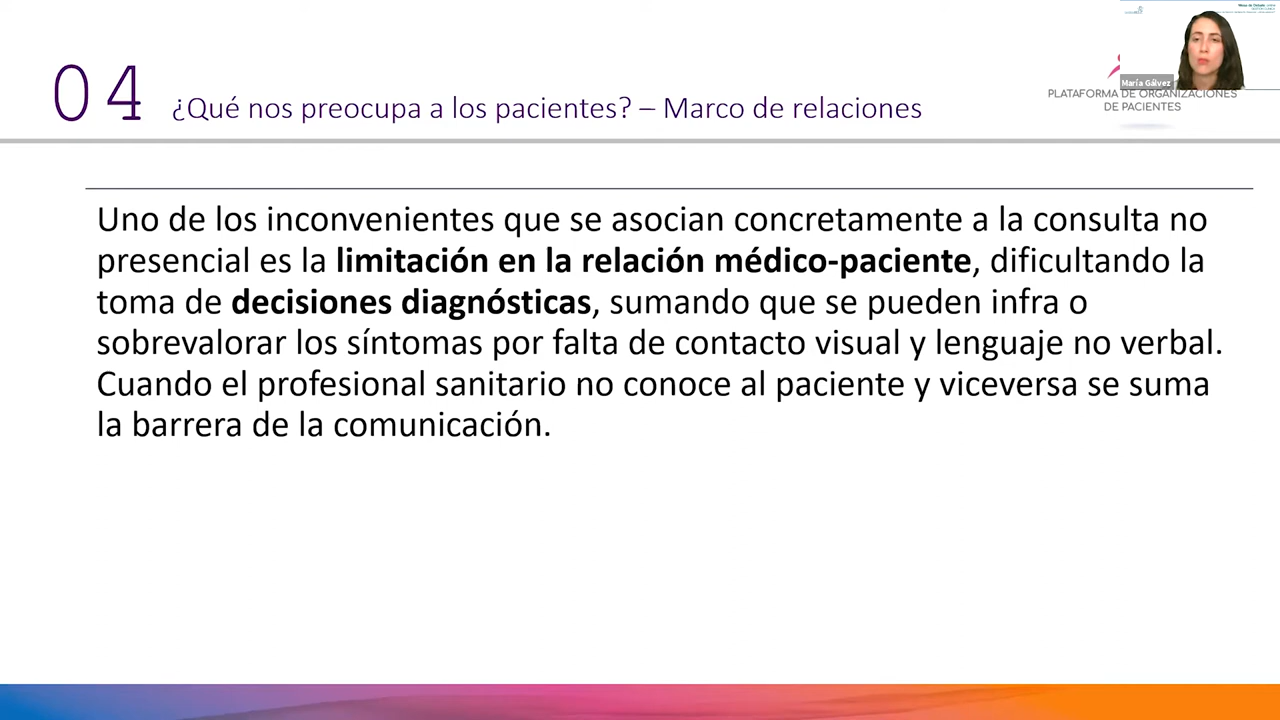 04 ¿Qué nos preocupa a los pacientes? – Marco de relaciones
María Gálvez
PLATAFORMA DE ORGANIZACIONES
DE PACIENTES
Uno de los inconvenientes que se asocian concretamente a la consulta no
presencial es la limitación en la relación médico-paciente, dificultando la
toma de decisiones diagnósticas, sumando que se pueden infra o
sobrevalorar los síntomas por falta de contacto visual y lenguaje no verbal.
Cuando el profesional sanitario no conoce al paciente y viceversa se suma
la barrera de la comunicación.